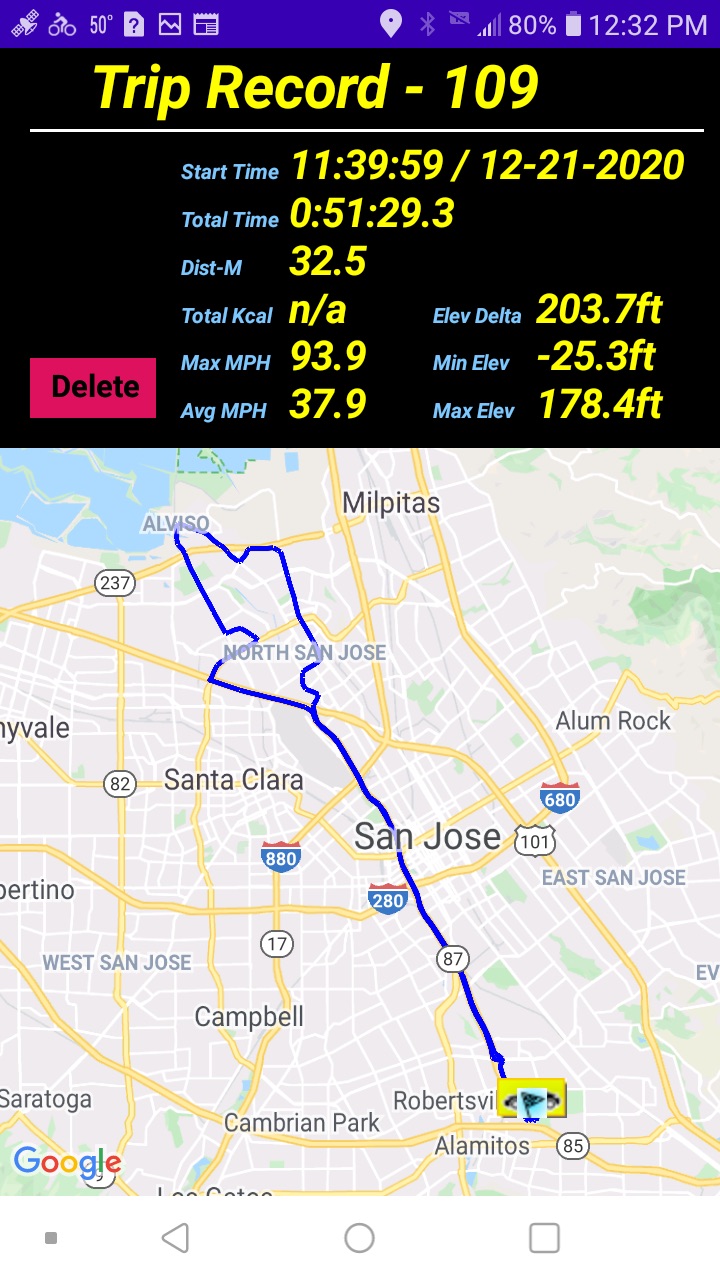 50° 80% 12:32 PM
Trip Record - 109
Start Time 11:39:59 / 12-21-2020
Total Time 0:51:29.3
Dist-M 32.5
Total Kcal n/a Elev Delta 203.7ft
Max MPH 93.9 Min Elev -25.3ft
Delete
Avg MPH 37.9 Max Elev 178.4ft
Milpitas
ALVISO
237
NORTH SAN JOSE
nyvale
Alum Rock
82
Santa Clara
680
San Jose
101
880
EAST SAN JOSE
pertino
280
17
87
WEST SAN JOSE
EV
Campbell
Saratoga
Robertsvi
Cambrian Park
Alamitos
85
Google